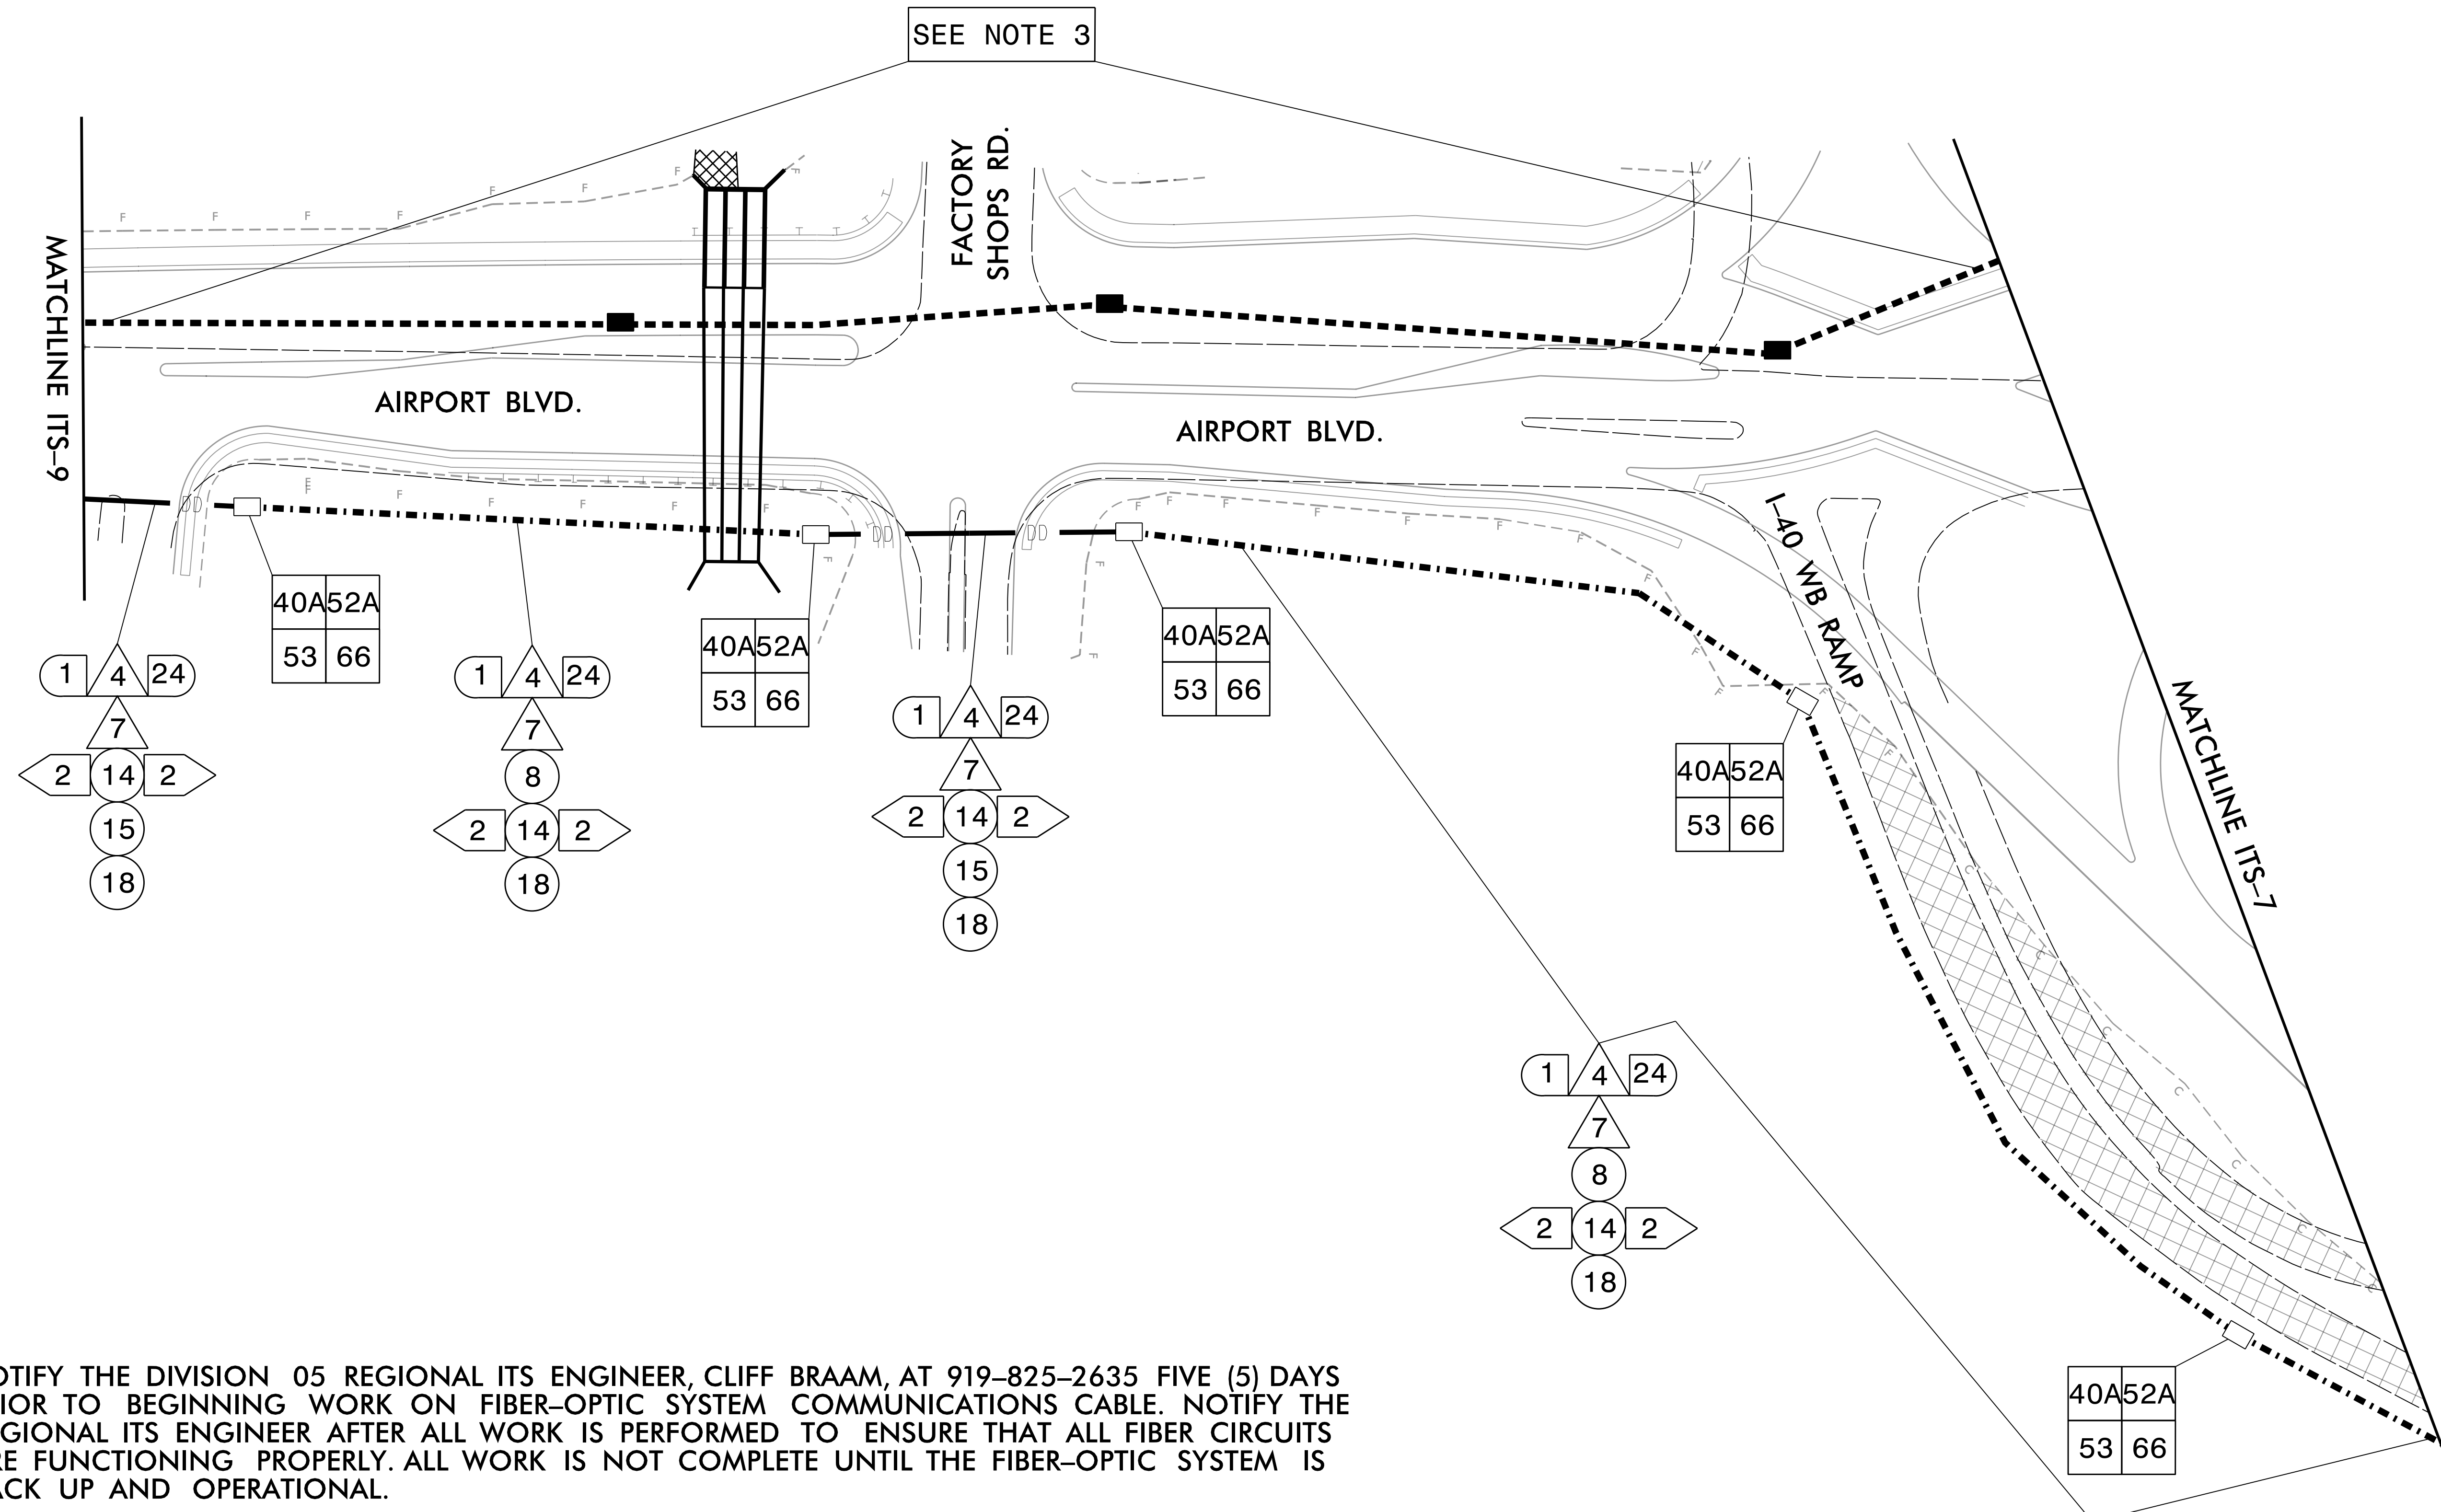 SEE NOTE 3
FACTORY
SHOPS RD.
MATCHLINE ITS–9
AIRPORT BLVD.
AIRPORT BLVD.
I–40 WB RAMP
MATCHLINE ITS–7
40A 52A
53 66
40A 52A
53 66
40A 52A
53 66
40A 52A
53 66
40A 52A
53 66
1 4 24
7
2 14 2
15
18
1 4 24
7
8
2 14 2
18
1 4 24
7
2 14 2
15
18
1 4 24
7
8
2 14 2
18
OTIFY THE DIVISION 05 REGIONAL ITS ENGINEER, CLIFF BRAAM, AT 919–825–2635 FIVE (5) DAYS
IOR TO BEGINNING WORK ON FIBER–OPTIC SYSTEM COMMUNICATIONS CABLE. NOTIFY THE
GIONAL ITS ENGINEER AFTER ALL WORK IS PERFORMED TO ENSURE THAT ALL FIBER CIRCUITS
RE FUNCTIONING PROPERLY. ALL WORK IS NOT COMPLETE UNTIL THE FIBER–OPTIC SYSTEM IS
ACK UP AND OPERATIONAL.